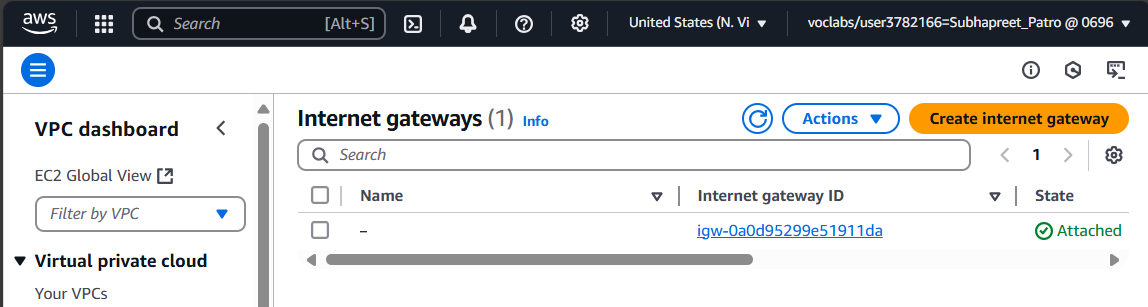 aws Search [Alt+S] United States (N. Vi voclabs/user3782166=Subhapreet_Patro @ 0696
VPC dashboard
EC2 Global View
Filter by VPC
Virtual private cloud
Your VPCs
Internet gateways (1) Info Actions Create internet gateway
Search 1
Name Internet gateway ID State
– igw-0a0d95299e51911da Attached